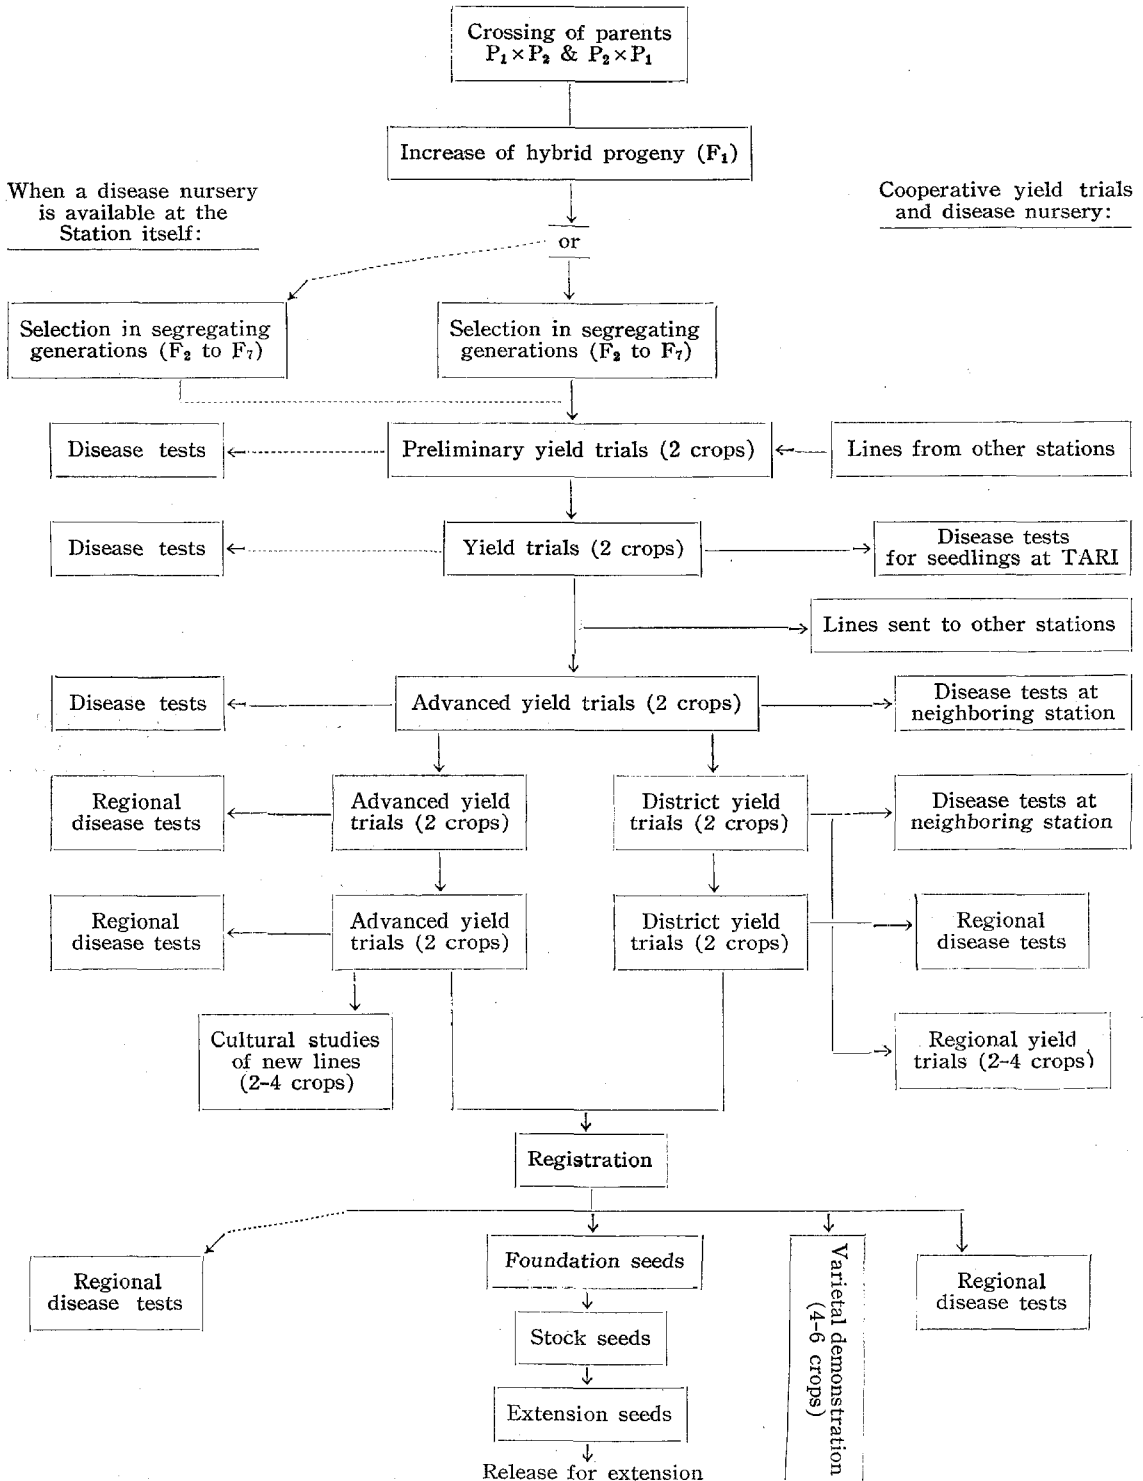 Crossing of parents
P₁×P₂ & P₂×P₁
Increase of hybrid progeny (F₁)
When a disease nursery
is available at the
Station itself:
Cooperative yield trials
and disease nursery:
or
Selection in segregating
generations (F₂ to F₇)
Selection in segregating
generations (F₂ to F₇)
Disease tests
Preliminary yield trials (2 crops)
Lines from other stations
Disease tests
Yield trials (2 crops)
Disease tests
for seedlings at TARI
Lines sent to other stations
Disease tests
Advanced yield trials (2 crops)
Disease tests at
neighboring station
Regional
disease tests
Advanced yield
trials (2 crops)
District yield
trials (2 crops)
Disease tests at
neighboring station
Regional
disease tests
Advanced yield
trials (2 crops)
District yield
trials (2 crops)
Regional
disease tests
Cultural studies
of new lines
(2-4 crops)
Regional yield
trials (2-4 crops)
Registration
Regional
disease tests
Foundation seeds
Stock seeds
Extension seeds
Release for extension
Varietal demonstration
(4-6 crops)
Regional
disease tests